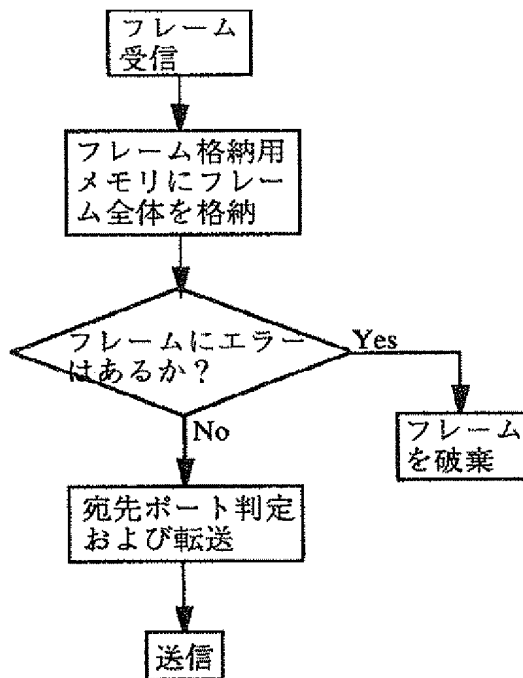 フレーム
受信
フレーム格納用
メモリにフレー
ム全体を格納
フレームにエラー
はあるか？
Yes
No
フレーム
を破棄
宛先ポート判定
および転送
送信